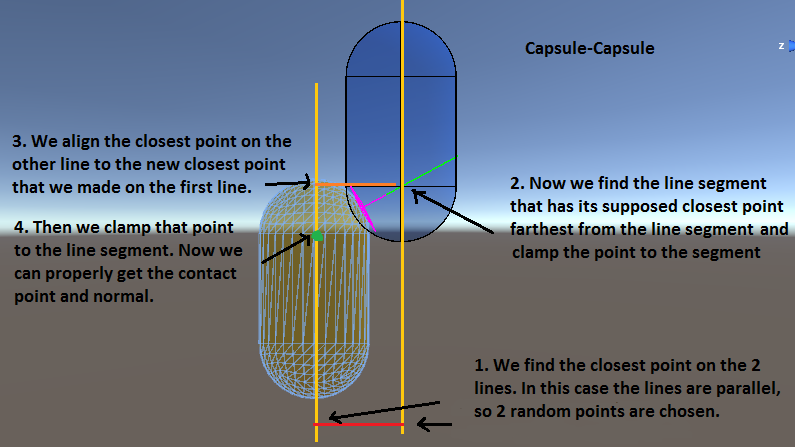 Capsule-Capsule
z
3. We align the closest point on the
other line to the new closest point
that we made on the first line.
2. Now we find the line segment
that has its supposed closest point
farthest from the line segment and
clamp the point to the segment
4. Then we clamp that point
to the line segment. Now we
can properly get the contact
point and normal.
1. We find the closest point on the 2
lines. In this case the lines are parallel,
so 2 random points are chosen.